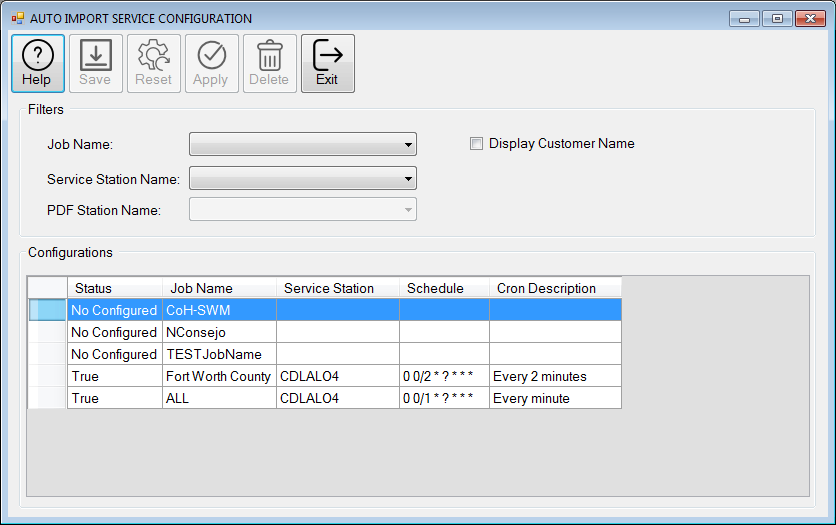 AUTO IMPORT SERVICE CONFIGURATION
Help Save Reset Apply Delete Exit
Filters
Job Name: Display Customer Name
Service Station Name:
PDF Station Name:
Configurations
Status Job Name Service Station Schedule Cron Description
No Configured CoH-SWM
No Configured NConsejo
No Configured TESTJobName
True Fort Worth County CDLALO4 0 0/2 * ? * * * Every 2 minutes
True ALL CDLALO4 0 0/1 * ? * * * Every minute